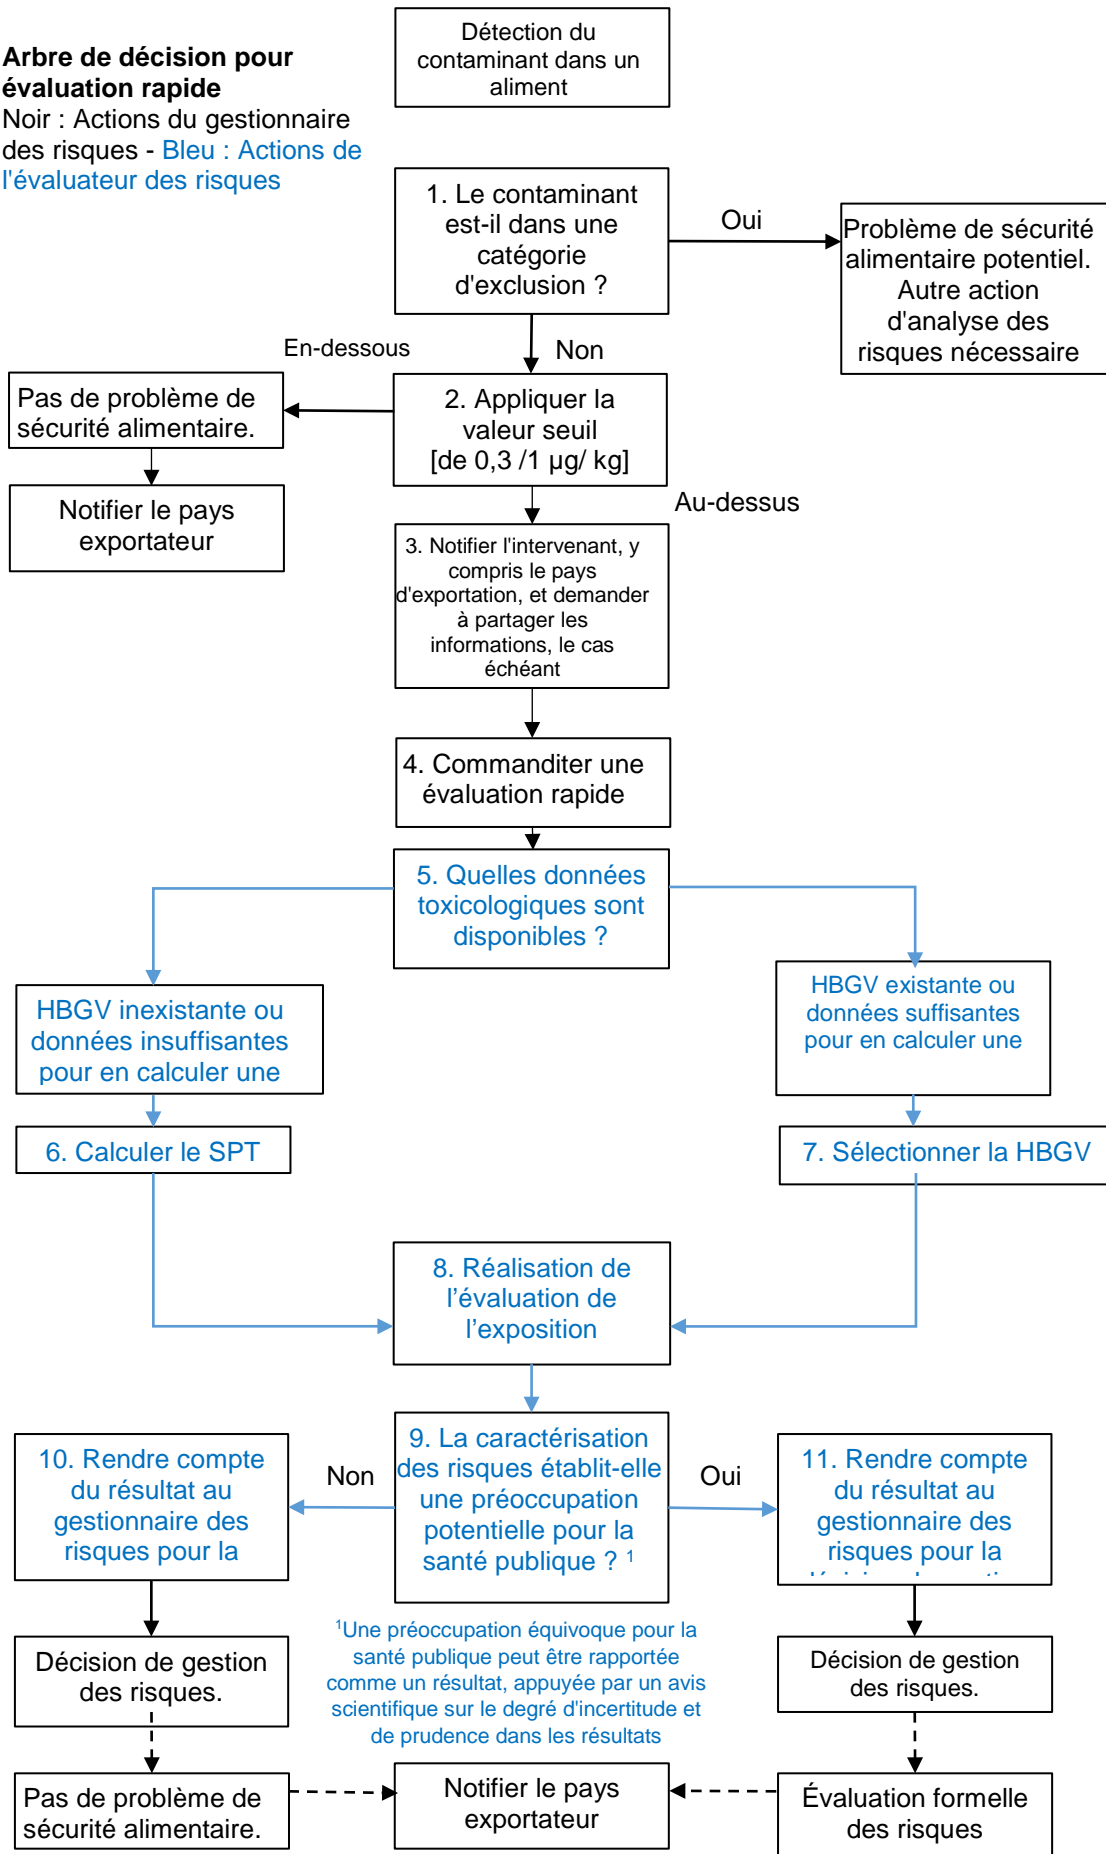 Arbre de décision pour
évaluation rapide
Noir : Actions du gestionnaire
des risques - Bleu : Actions de
l'évaluateur des risques
Détection du
contaminant dans un
aliment
1. Le contaminant
est-il dans une
catégorie
d'exclusion ?
Oui
Problème de sécurité
alimentaire potentiel.
Autre action
d'analyse des
risques nécessaire
En-dessous
Non
Pas de problème de
sécurité alimentaire.
2. Appliquer la
valeur seuil
[de 0,3 /1 µg/ kg]
Notifier le pays
exportateur
Au-dessus
3. Notifier l'intervenant, y
compris le pays
d'exportation, et demander
à partager les
informations, le cas
échéant
4. Commanditer une
évaluation rapide
5. Quelles données
toxicologiques sont
disponibles ?
HBGV inexistante ou
données insuffisantes
pour en calculer une
HBGV existante ou
données suffisantes
pour en calculer une
6. Calculer le SPT
7. Sélectionner la HBGV
8. Réalisation de
l’évaluation de
l’exposition
9. La caractérisation
des risques établit-elle
une préoccupation
potentielle pour la
santé publique ? ¹
Non
Oui
10. Rendre compte
du résultat au
gestionnaire des
risques pour la
11. Rendre compte
du résultat au
gestionnaire des
risques pour la
¹Une préoccupation équivoque pour la
santé publique peut être rapportée
comme un résultat, appuyée par un avis
scientifique sur le degré d'incertitude et
de prudence dans les résultats
Décision de gestion
des risques.
Décision de gestion
des risques.
Pas de problème de
sécurité alimentaire.
Notifier le pays
exportateur
Évaluation formelle
des risques